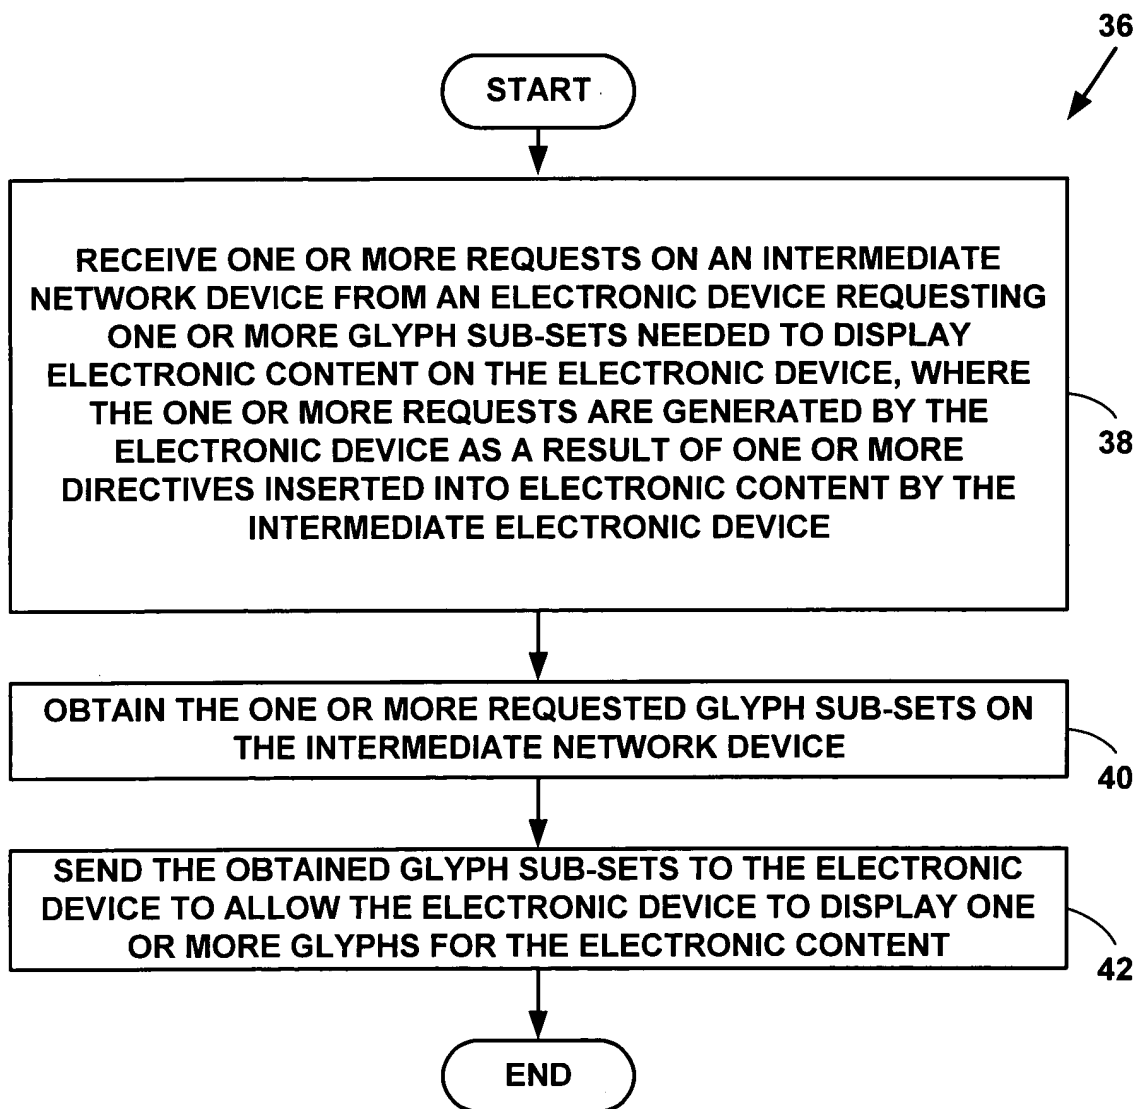 36
START
RECEIVE ONE OR MORE REQUESTS ON AN INTERMEDIATE
NETWORK DEVICE FROM AN ELECTRONIC DEVICE REQUESTING
ONE OR MORE GLYPH SUB-SETS NEEDED TO DISPLAY
ELECTRONIC CONTENT ON THE ELECTRONIC DEVICE, WHERE
THE ONE OR MORE REQUESTS ARE GENERATED BY THE
ELECTRONIC DEVICE AS A RESULT OF ONE OR MORE
DIRECTIVES INSERTED INTO ELECTRONIC CONTENT BY THE
INTERMEDIATE ELECTRONIC DEVICE
38
OBTAIN THE ONE OR MORE REQUESTED GLYPH SUB-SETS ON
THE INTERMEDIATE NETWORK DEVICE
40
SEND THE OBTAINED GLYPH SUB-SETS TO THE ELECTRONIC
DEVICE TO ALLOW THE ELECTRONIC DEVICE TO DISPLAY ONE
OR MORE GLYPHS FOR THE ELECTRONIC CONTENT
42
END